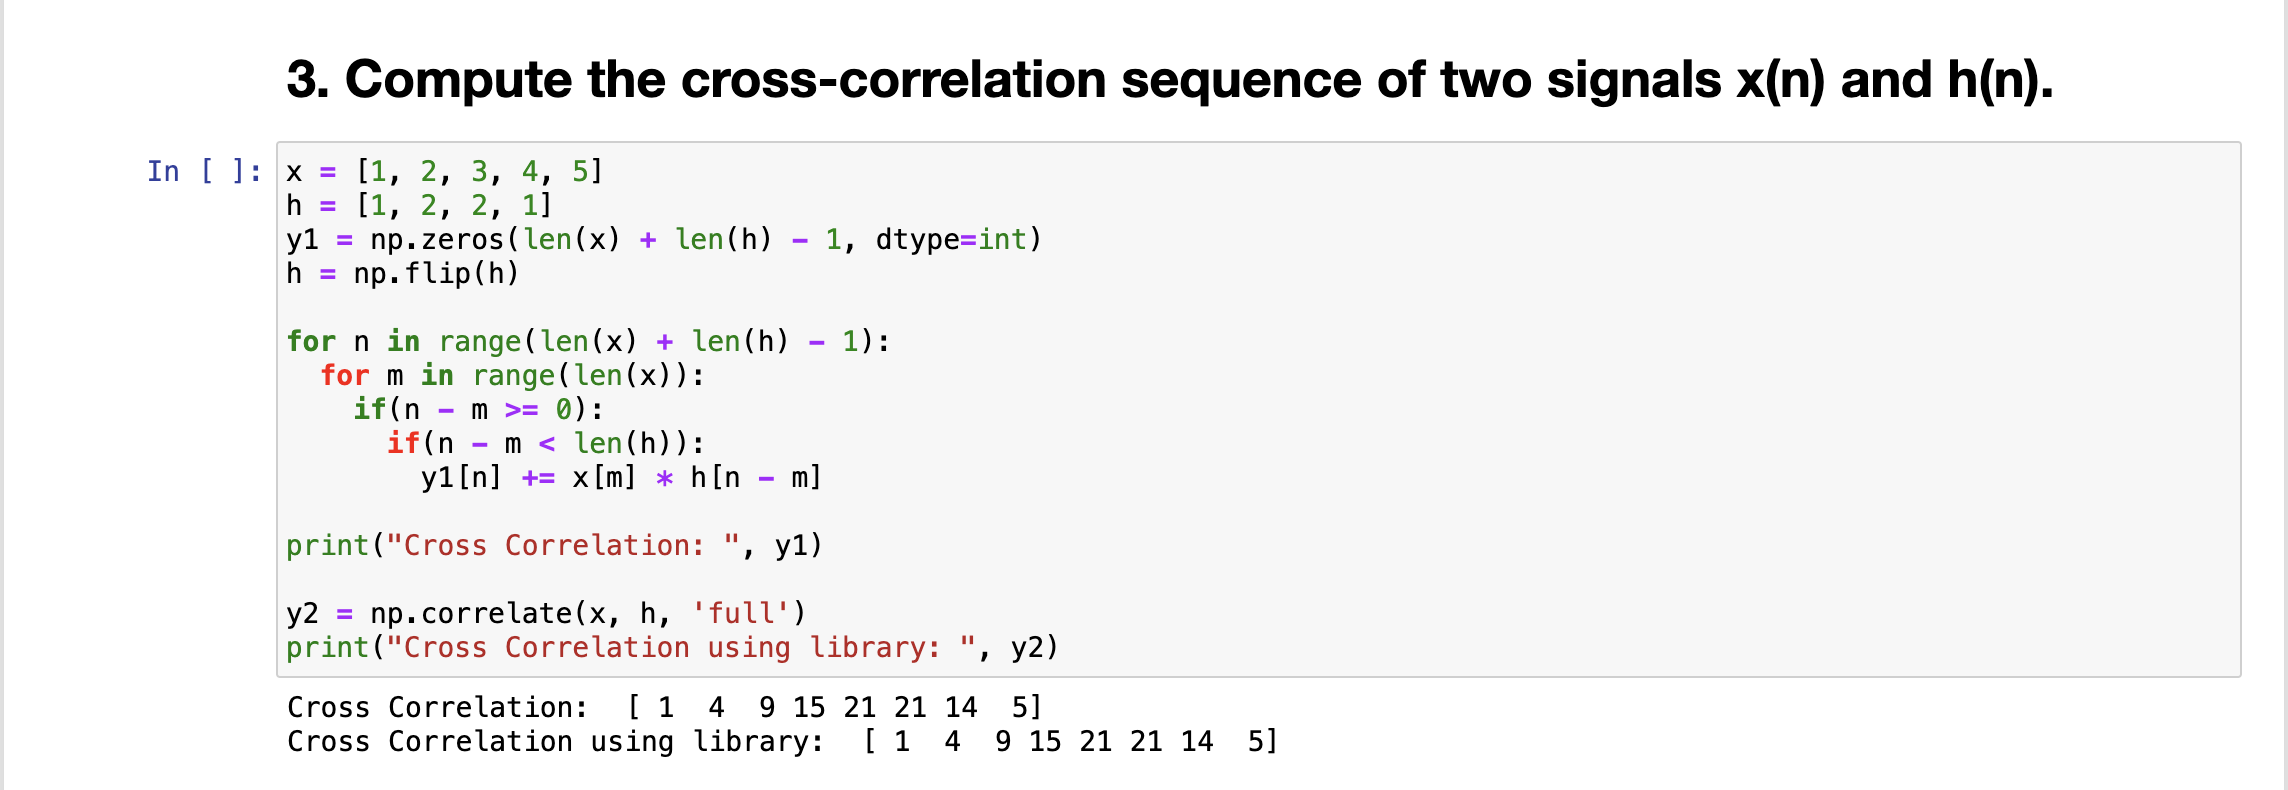 3. Compute the cross-correlation sequence of two signals x(n) and h(n).
In [ ]:
x = [1, 2, 3, 4, 5]
h = [1, 2, 2, 1]
y1 = np.zeros(len(x) + len(h) - 1, dtype=int)
h = np.flip(h)

for n in range(len(x) + len(h) - 1):
  for m in range(len(x)):
    if(n - m >= 0):
      if(n - m < len(h)):
        y1[n] += x[m] * h[n - m]

print("Cross Correlation: ", y1)

y2 = np.correlate(x, h, 'full')
print("Cross Correlation using library: ", y2)
Cross Correlation:  [ 1  4  9 15 21 21 14  5]
Cross Correlation using library:  [ 1  4  9 15 21 21 14  5]